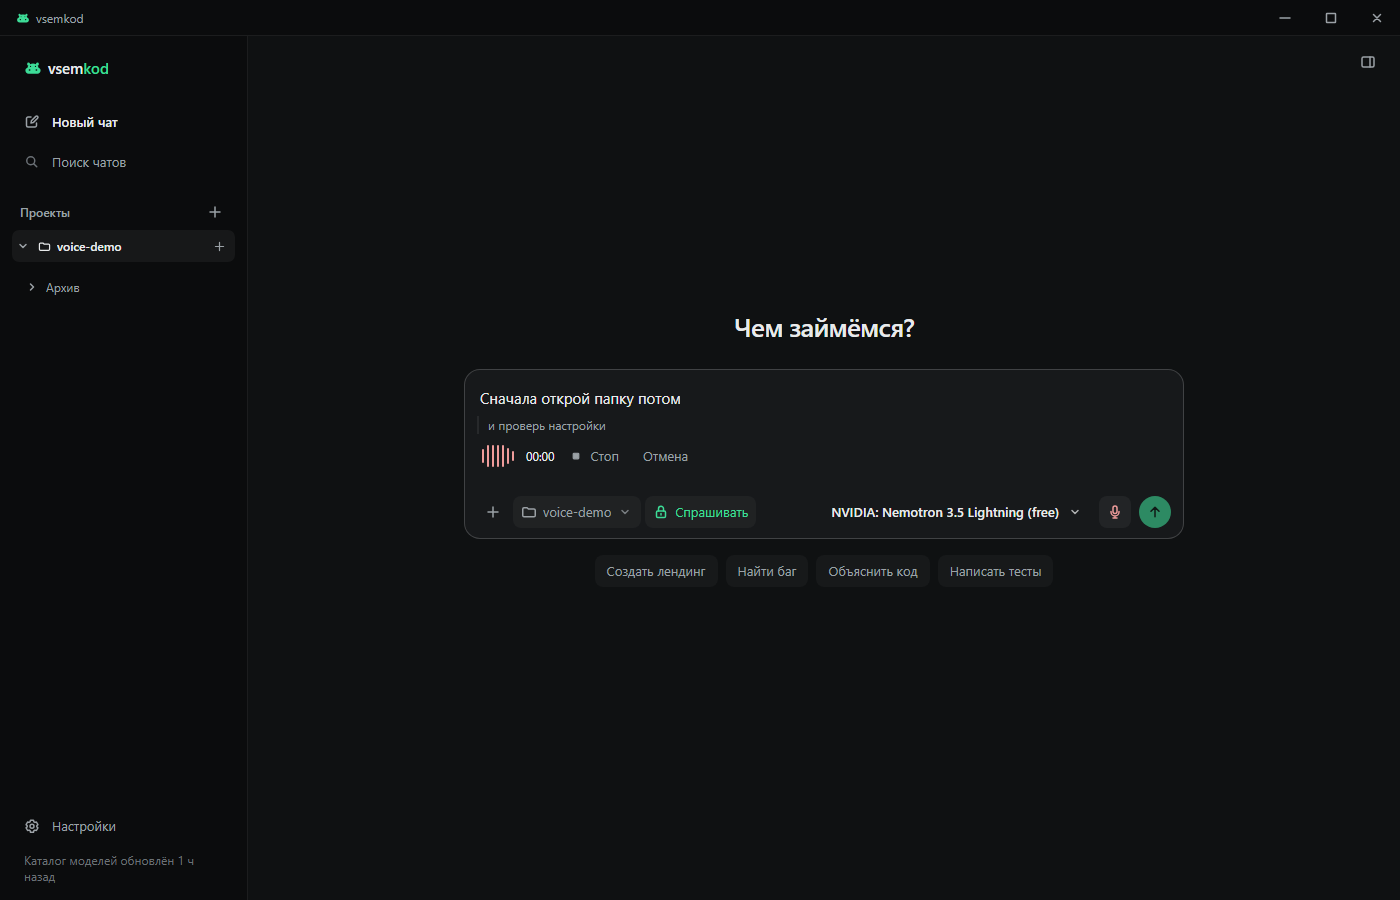 vsemkod
vsemkod
Новый чат
Поиск чатов
Проекты
voice-demo
Архив
Чем займёмся?
Сначала открой папку потом
и проверь настройки
00:00 Стоп Отмена
voice-demo Спрашивать NVIDIA: Nemotron 3.5 Lightning (free)
Создать лендинг Найти баг Объяснить код Написать тесты
Настройки
Каталог моделей обновлён 1 ч
назад